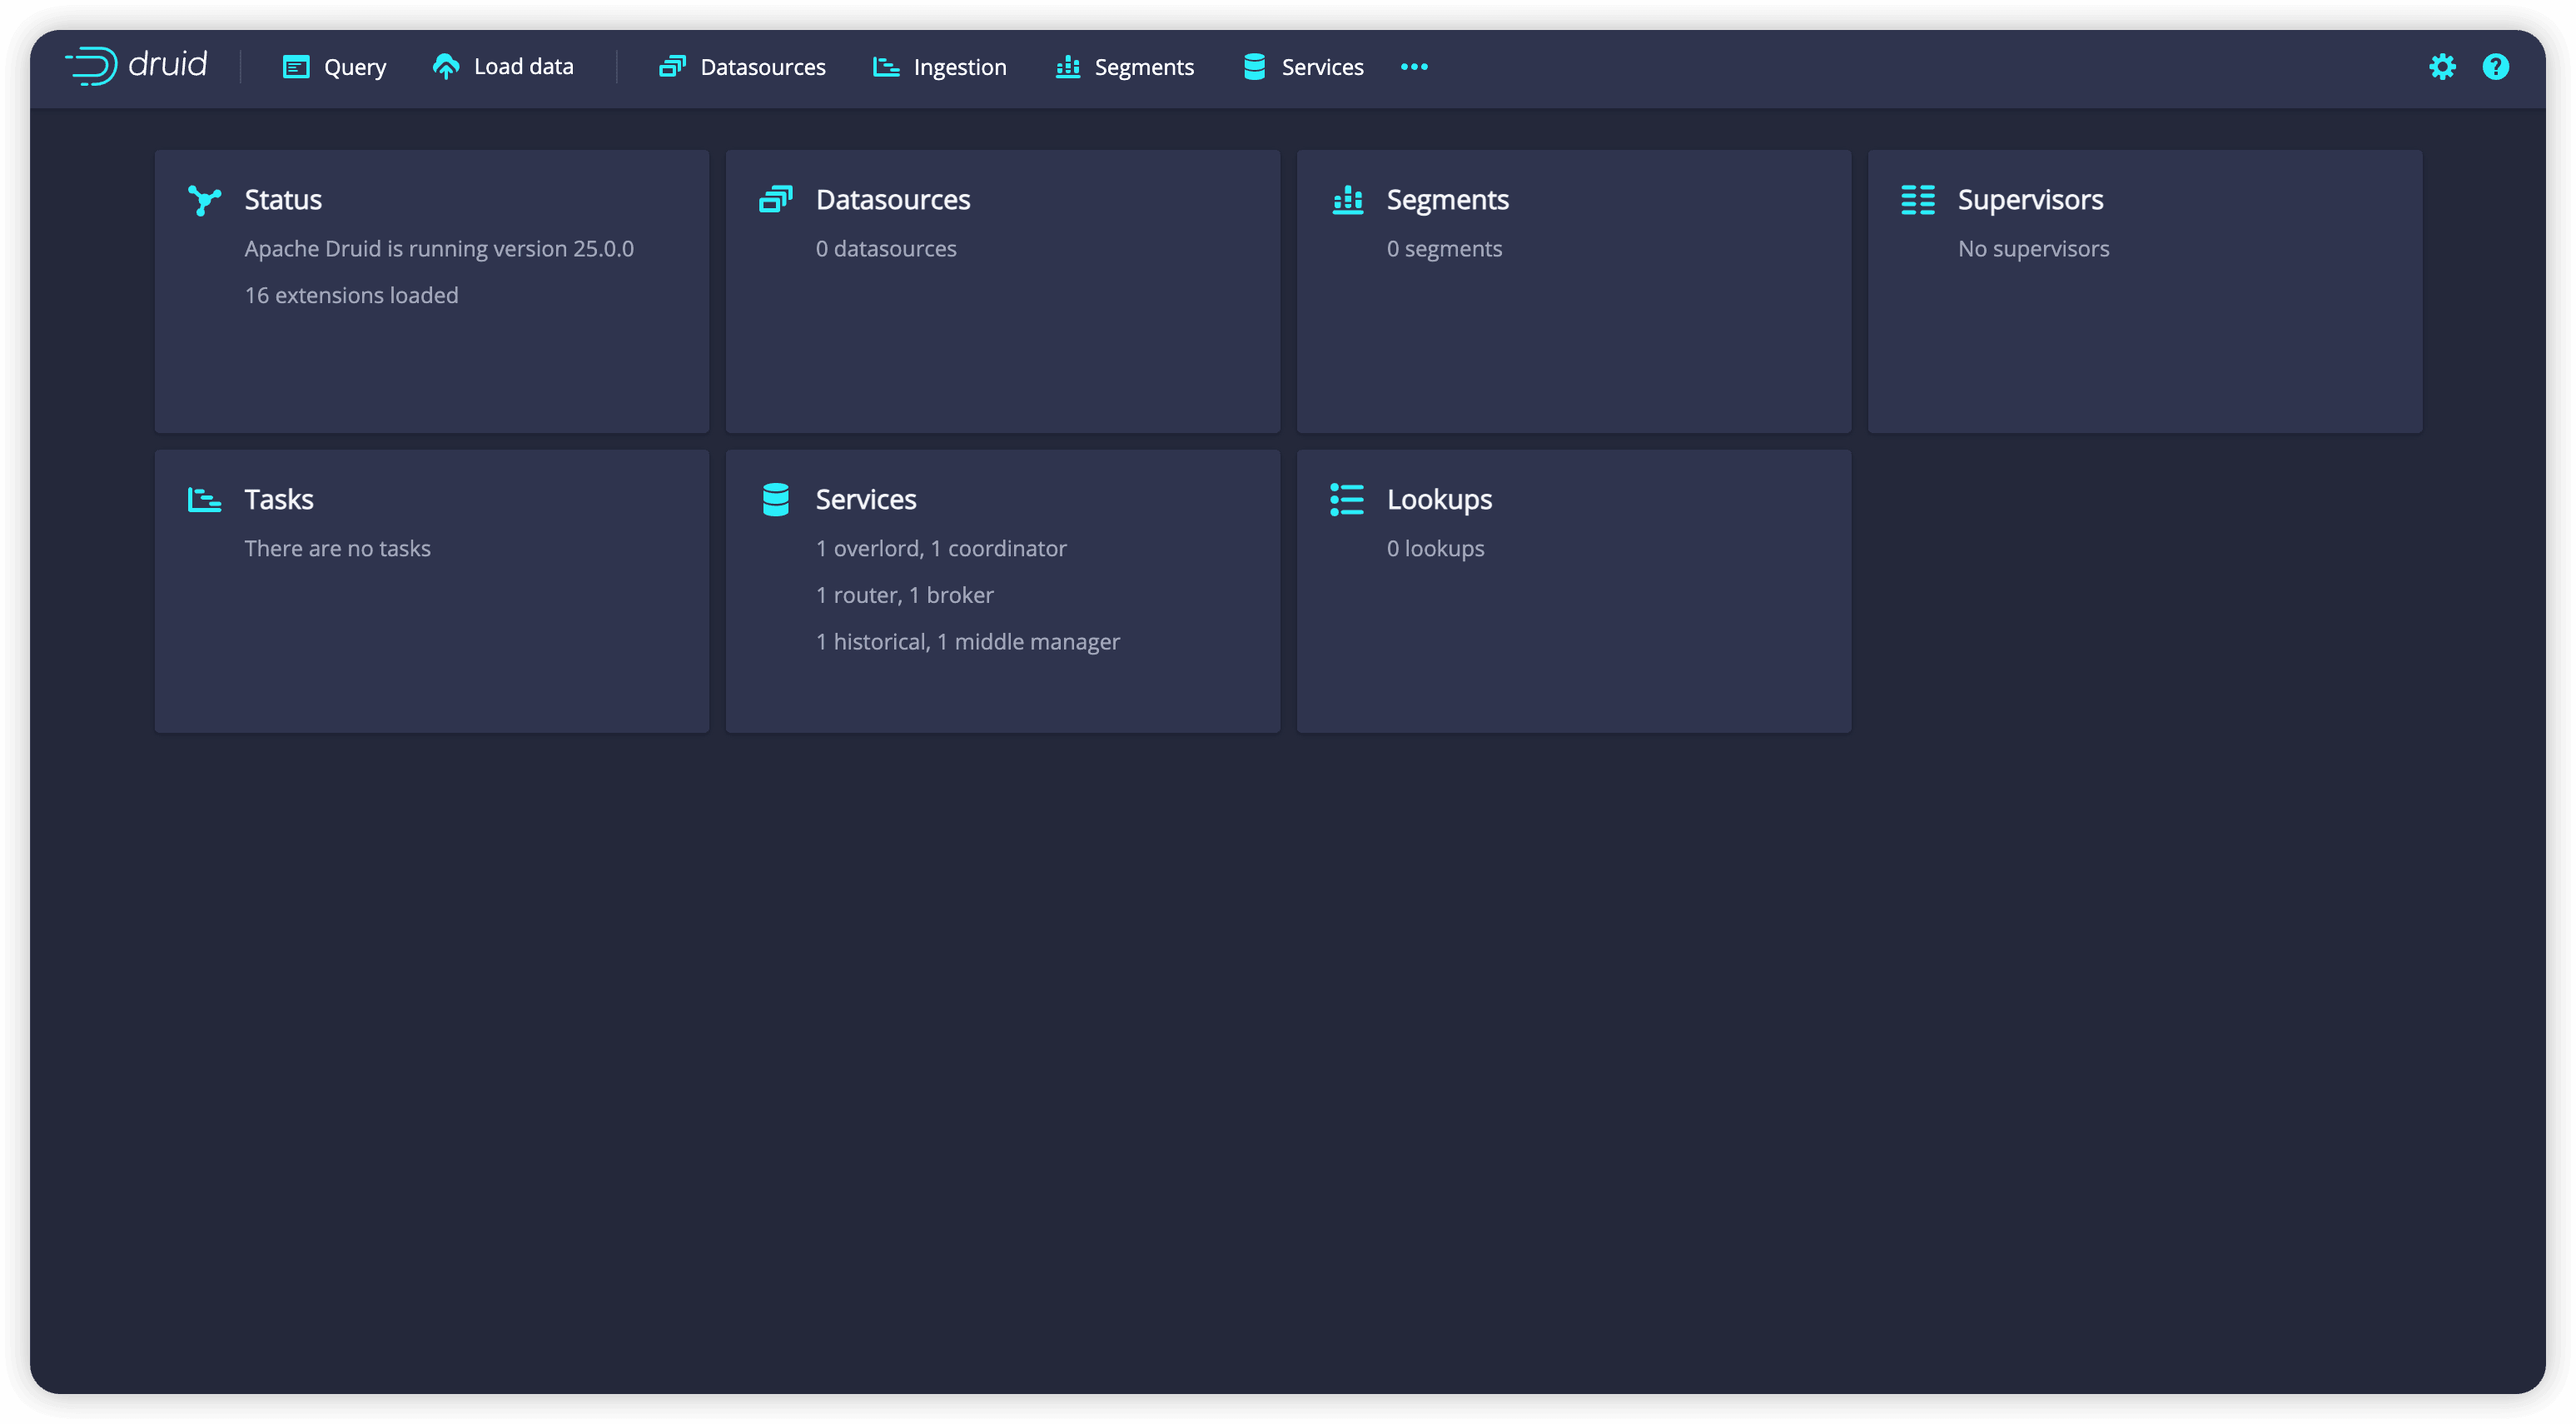 druid Query Load data Datasources Ingestion Segments Services
Status
Apache Druid is running version 25.0.0
16 extensions loaded
Datasources
0 datasources
Segments
0 segments
Supervisors
No supervisors
Tasks
There are no tasks
Services
1 overlord, 1 coordinator
1 router, 1 broker
1 historical, 1 middle manager
Lookups
0 lookups